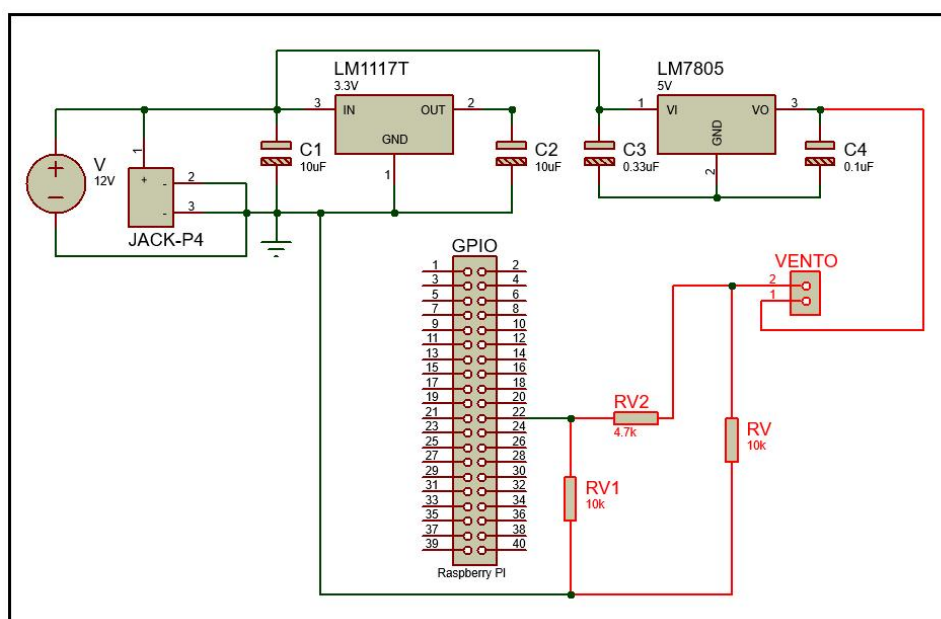 LM1117T
3.3V
3
IN
OUT
2
GND
1
LM7805
5V
1
VI
VO
3
GND
2
V
12V
1
+
-
2
-
3
JACK-P4
C1
10uF
C2
10uF
C3
0.33uF
C4
0.1uF
GPIO
1
2
3
4
5
6
7
8
9
10
11
12
13
14
15
16
17
18
19
20
21
22
23
24
25
26
27
28
29
30
31
32
33
34
35
36
37
38
39
40
Raspberry PI
VENTO
2
1
RV2
4.7k
RV
10k
RV1
10k